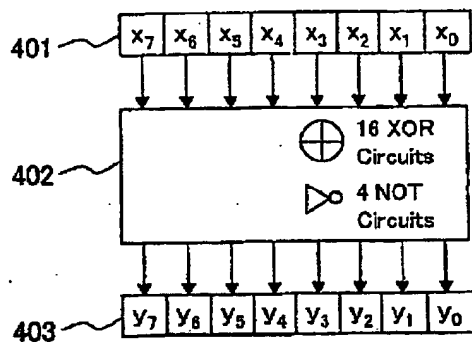 401 x₇ x₆ x₅ x₄ x₃ x₂ x₁ x₀
402
16 XOR
Circuits
4 NOT
Circuits
403 y₇ y₆ y₅ y₄ y₃ y₂ y₁ y₀